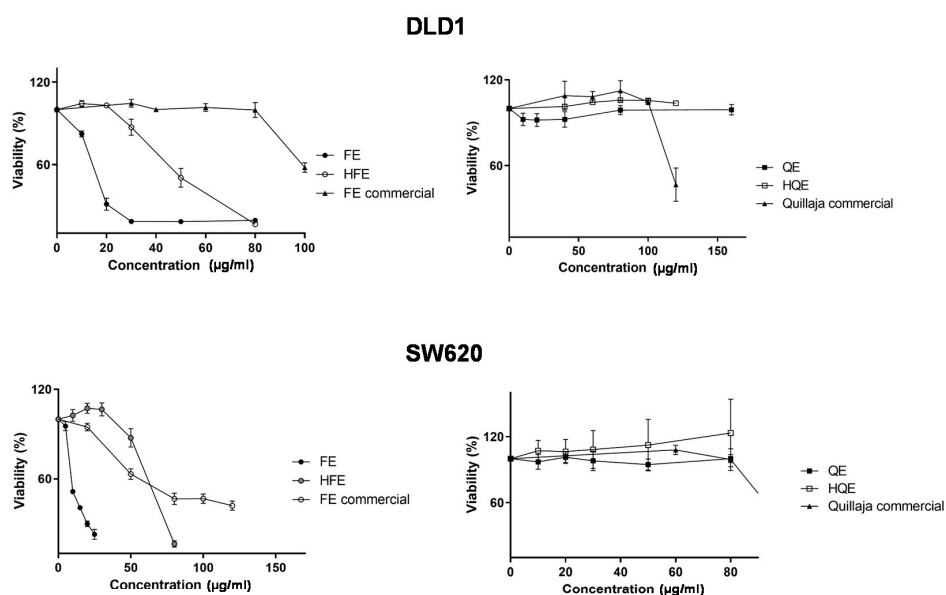 DLD1
120
60
Viability (%)
0
20
40
60
80
100
Concentration (µg/ml)
FE
HFE
FE commercial
120
60
Viability (%)
0
50
100
150
Concentration (µg/ml)
QE
HQE
Quillaja commercial
SW620
120
60
Viability (%)
0
50
100
150
Concentration (µg/ml)
FE
HFE
FE commercial
120
60
Viability (%)
0
20
40
60
80
Concentration (µg/ml)
QE
HQE
Quillaja commercial